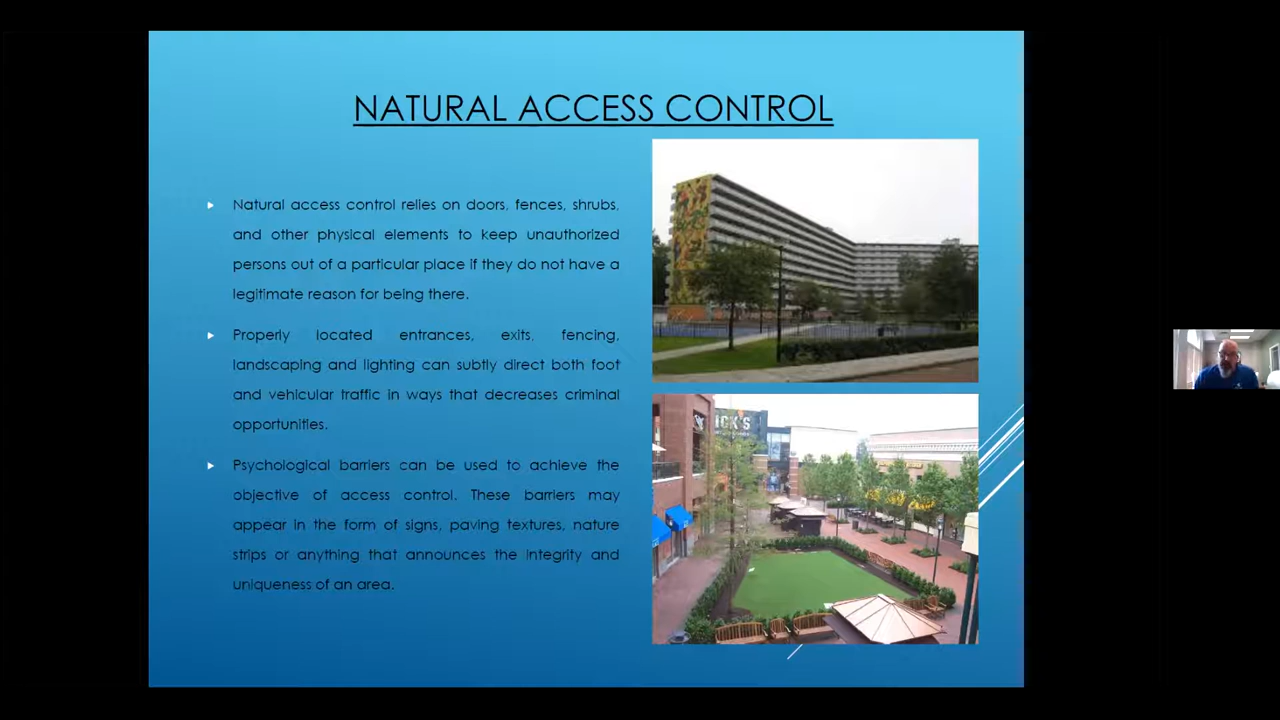 NATURAL ACCESS CONTROL
Natural access control relies on doors, fences, shrubs,
and other physical elements to keep unauthorized
persons out of a particular place if they do not have a
legitimate reason for being there.
Properly located entrances, exits, fencing,
landscaping and lighting can subtly direct both foot
and vehicular traffic in ways that decreases criminal
opportunities.
Psychological barriers can be used to achieve the
objective of access control. These barriers may
appear in the form of signs, paving textures, nature
strips or anything that announces the integrity and
uniqueness of an area.
ICK'S